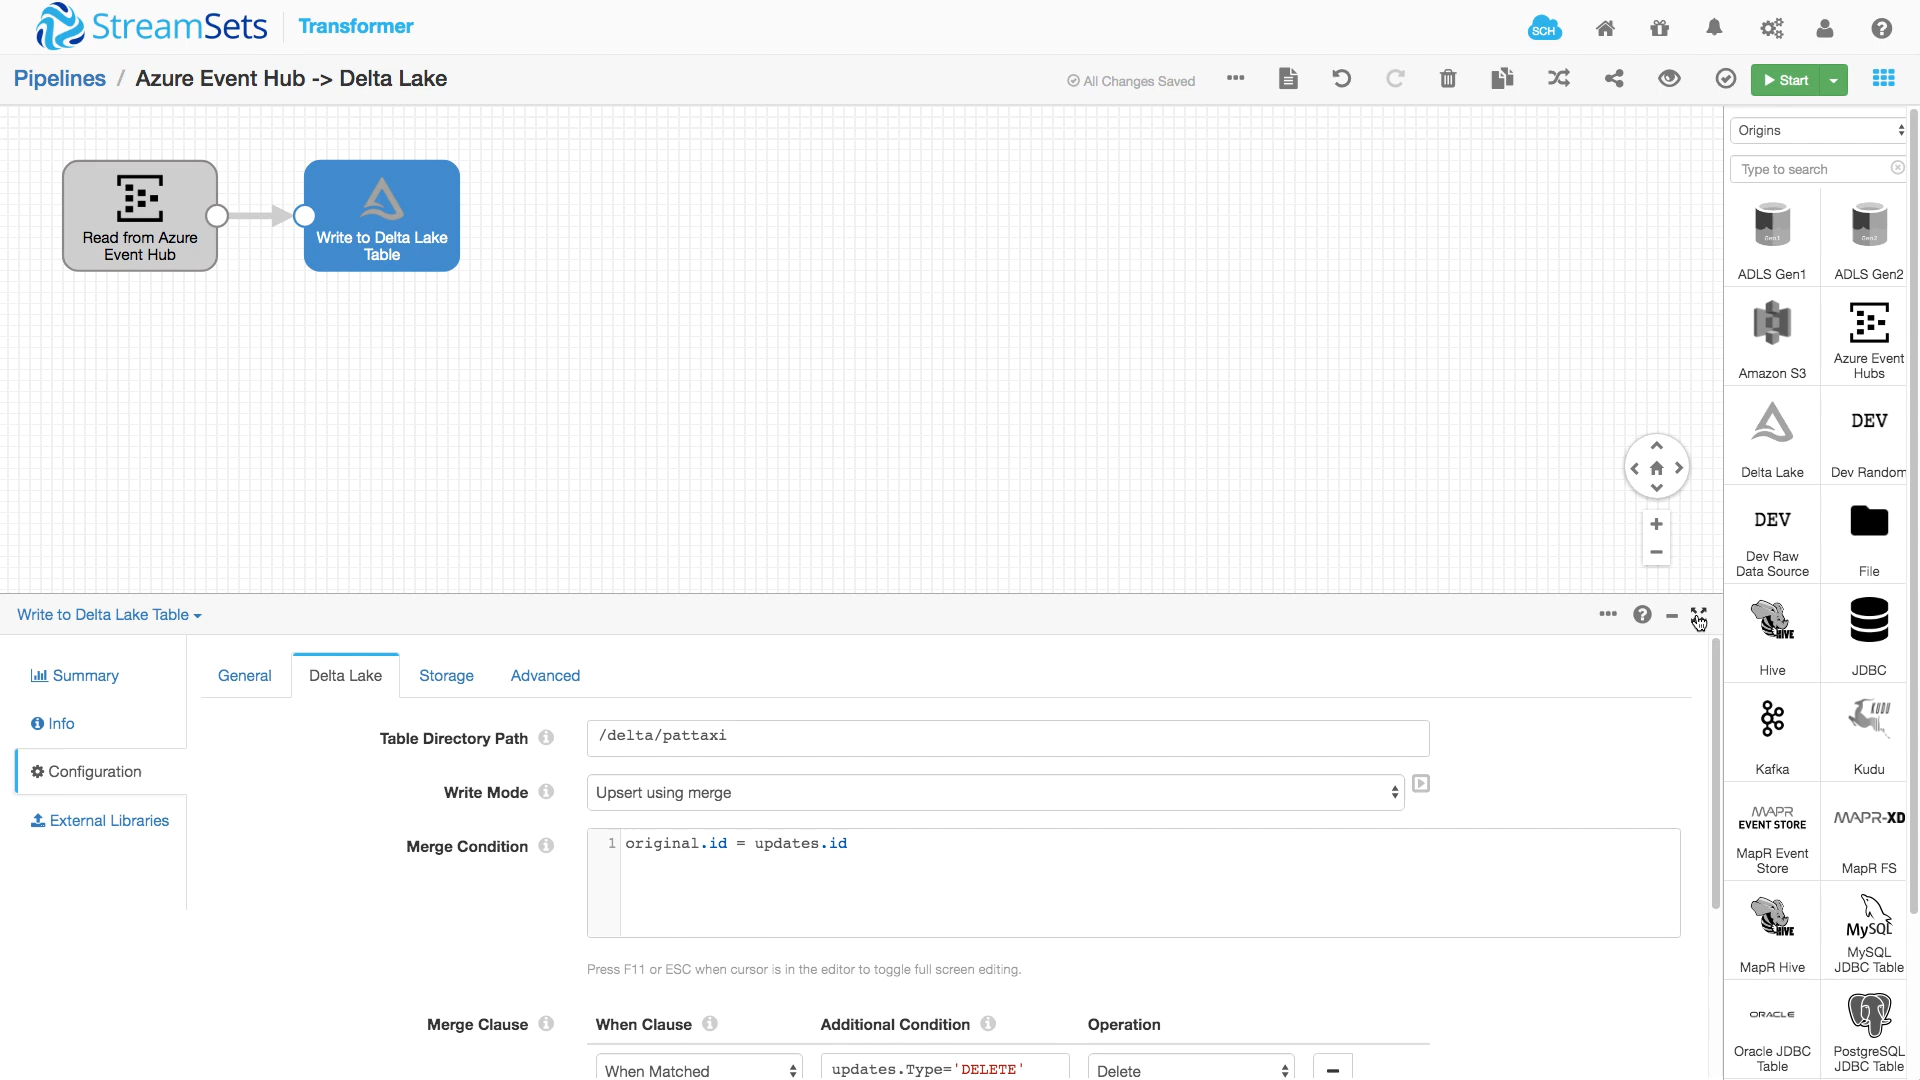 StreamSets
Transformer
SCH
Pipelines / Azure Event Hub -> Delta Lake
All Changes Saved
Start
Read from Azure
Event Hub
Write to Delta Lake
Table
Origins
Type to search
Gen1
Gen2
ADLS Gen1
ADLS Gen2
Amazon S3
Azure Event
Hubs
DEV
Delta Lake
Dev Random
DEV
Dev Raw
Data Source
File
HIVE
Hive
JDBC
KUDU
Kafka
Kudu
MAPR
EVENT STORE
MAPR-XD
MapR Event
Store
MapR FS
HIVE
MySQL
MapR Hive
MySQL
JDBC Table
ORACLE
Oracle JDBC
Table
PostgreSQL
JDBC Table
Write to Delta Lake Table
Summary
Info
Configuration
External Libraries
General
Delta Lake
Storage
Advanced
Table Directory Path
/delta/pattaxi
Write Mode
Upsert using merge
Merge Condition
1 original.id = updates.id
Press F11 or ESC when cursor is in the editor to toggle full screen editing.
Merge Clause
When Clause
Additional Condition
Operation
When Matched
updates.Type='DELETE'
Delete